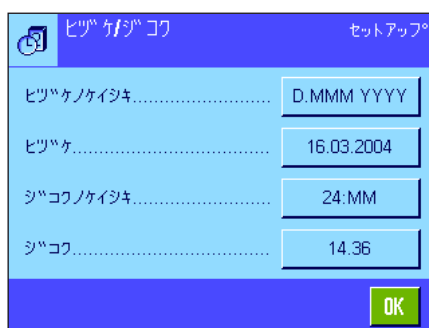 ヒヅケ/ジコク セットアップ
ヒヅケノケイシキ........................ D.MMM YYYY
ヒヅケ.................................. 16.03.2004
ジコクノケイシキ........................ 24:MM
ジコク.................................. 14.36
OK